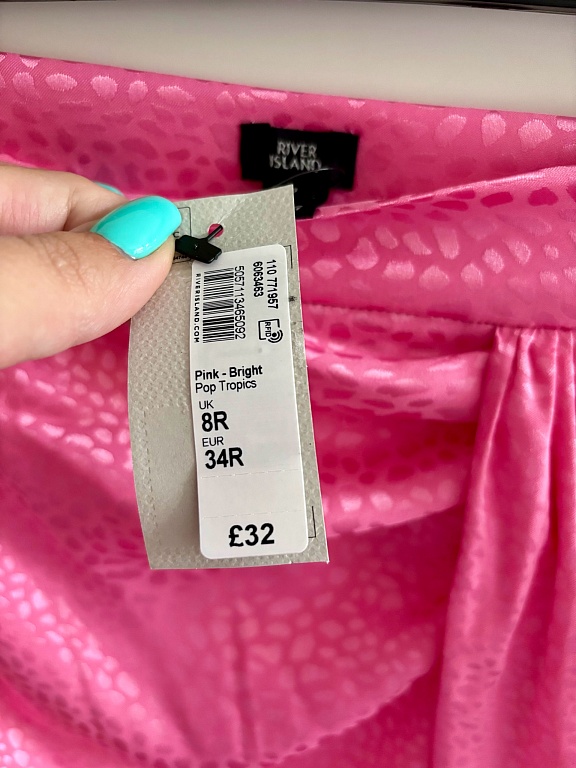 RIVER
ISLAND
110 771957
6063463
RFID
5057113465092
RIVERISLAND.COM
Pink - Bright
Pop Tropics
UK
8R
EUR
34R
£32